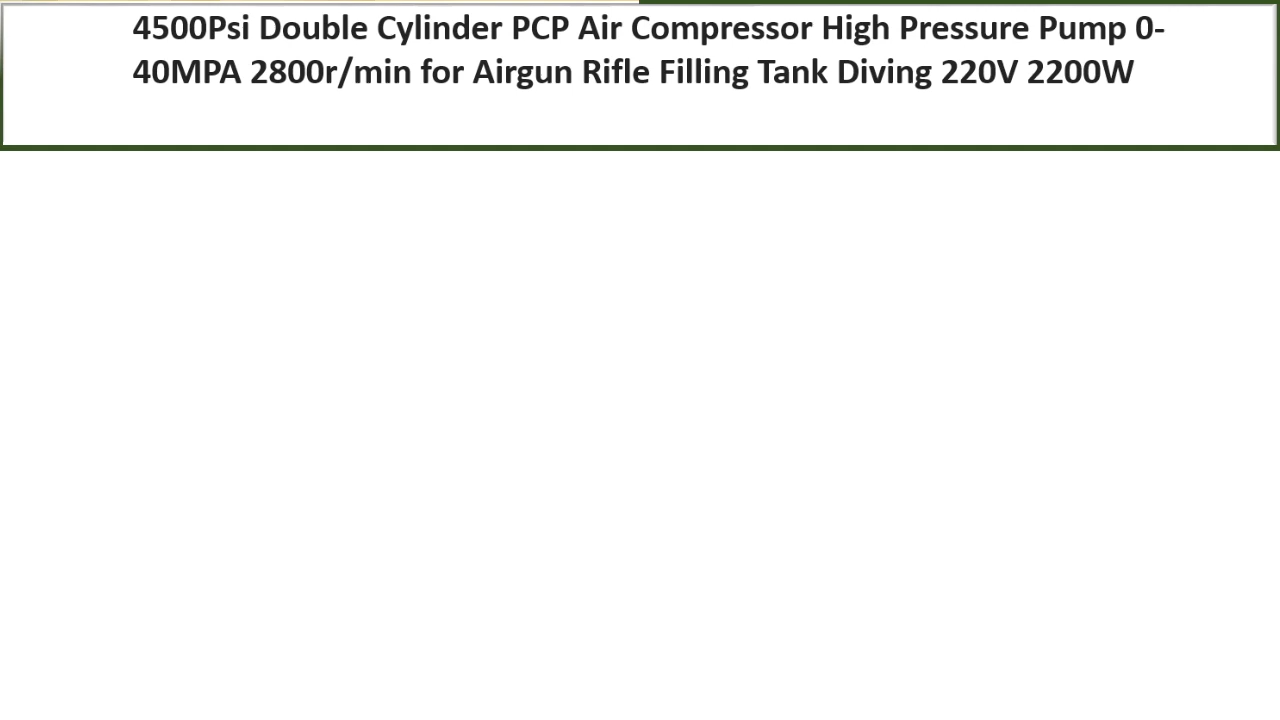 4500Psi Double Cylinder PCP Air Compressor High Pressure Pump 0-
40MPA 2800r/min for Airgun Rifle Filling Tank Diving 220V 2200W